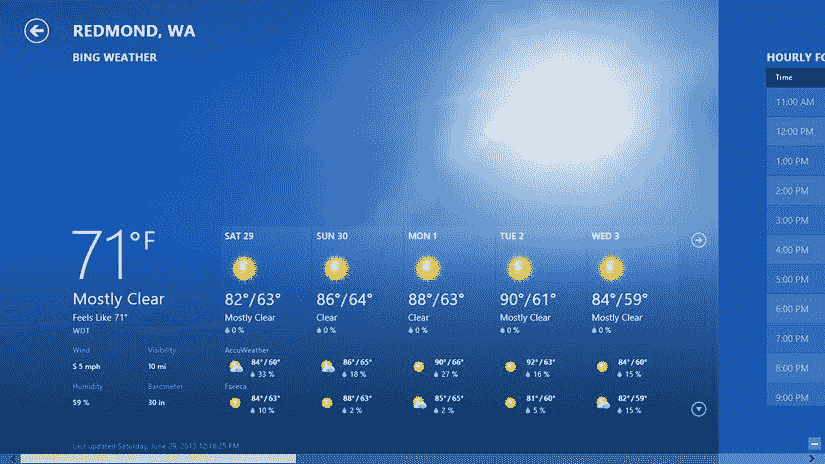 REDMOND, WA
BING WEATHER
71°F
Mostly Clear
Feels Like 71°
WDT
Wind Visibility
S 5 mph 10 mi
Humidity Barometer
59 % 30 in
SAT 29 SUN 30 MON 1 TUE 2 WED 3
82°/63° 86°/64° 88°/63° 90°/61° 84°/59°
Mostly Clear Clear Clear Mostly Clear Mostly Clear
0 % 0 % 0 % 0 % 0 %
AccuWeather
84°/60° 86°/65° 90°/66° 92°/63° 84°/60°
33 % 18 % 27 % 16 % 15 %
Foreca
84°/63° 88°/63° 85°/65° 81°/60° 82°/59°
10 % 2 % 2 % 5 % 15 %
Last updated Saturday, June 29, 2013 12:16:25 PM
HOURLY FO
Time
11:00 AM
12:00 PM
1:00 PM
2:00 PM
3:00 PM
4:00 PM
5:00 PM
6:00 PM
7:00 PM
8:00 PM
9:00 PM